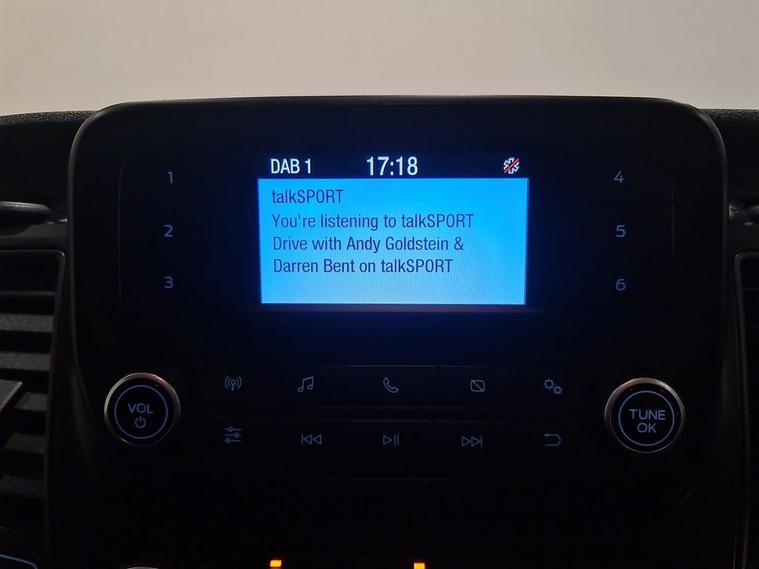 DAB 1 17:18
talkSPORT
You're listening to talkSPORT
Drive with Andy Goldstein &
Darren Bent on talkSPORT
1
2
3
4
5
6
VOL
TUNE
OK